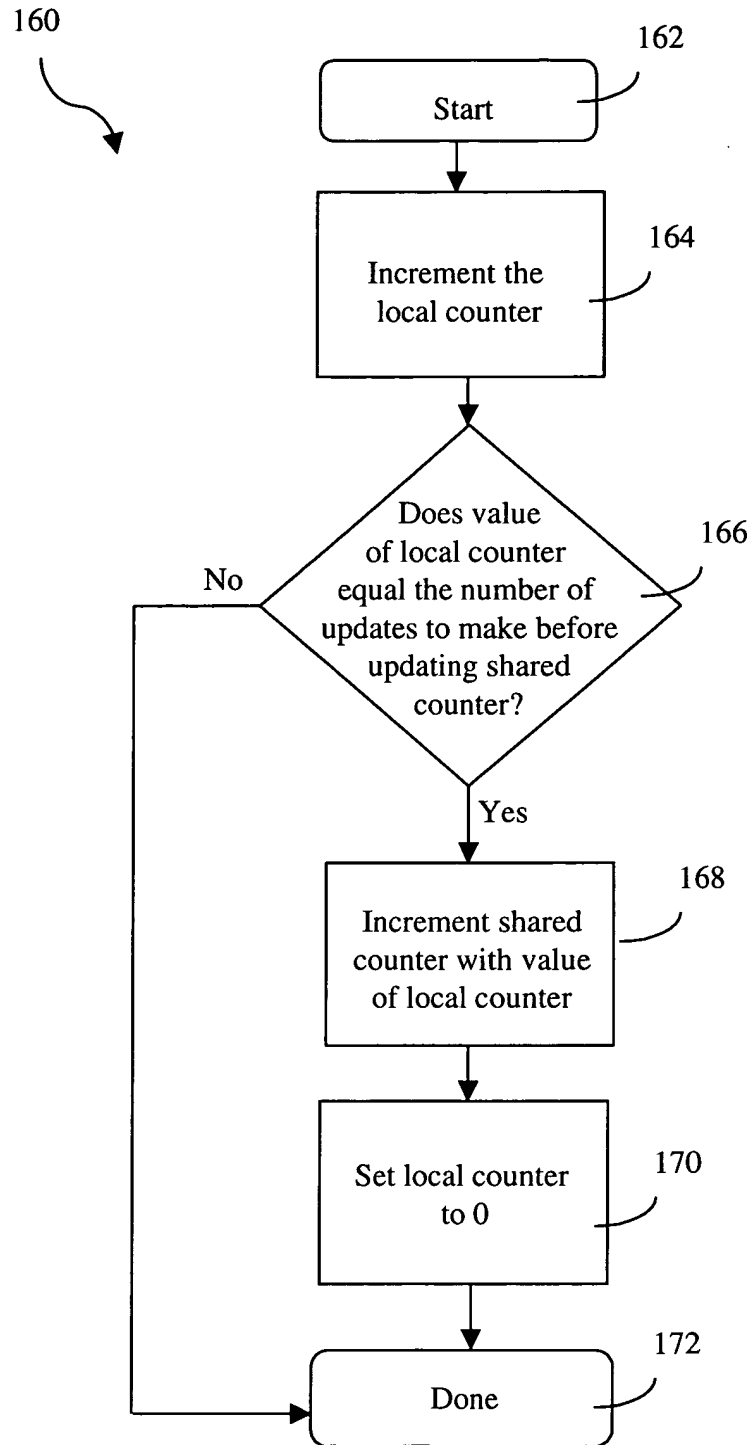 160
162
Start
164
Increment the
local counter
Does value
of local counter
equal the number of
updates to make before
updating shared
counter?
166
No
Yes
168
Increment shared
counter with value
of local counter
170
Set local counter
to 0
172
Done